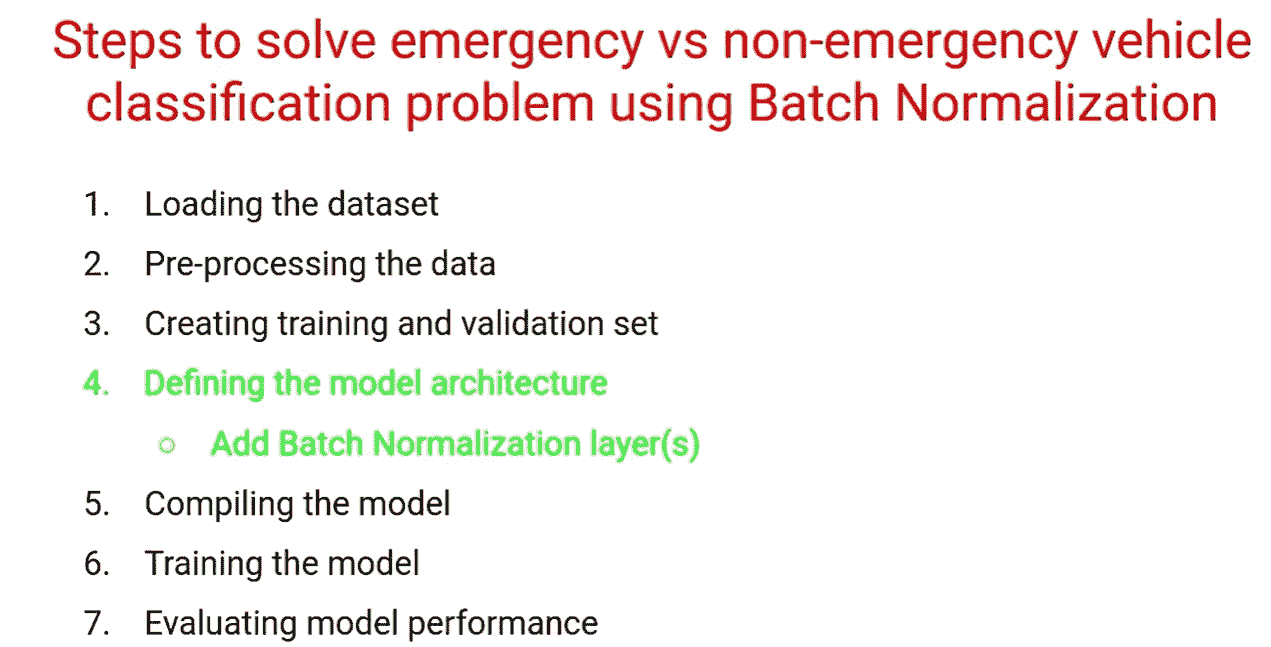 Steps to solve emergency vs non-emergency vehicle
classification problem using Batch Normalization
1. Loading the dataset
2. Pre-processing the data
3. Creating training and validation set
4. Defining the model architecture
○ Add Batch Normalization layer(s)
5. Compiling the model
6. Training the model
7. Evaluating model performance